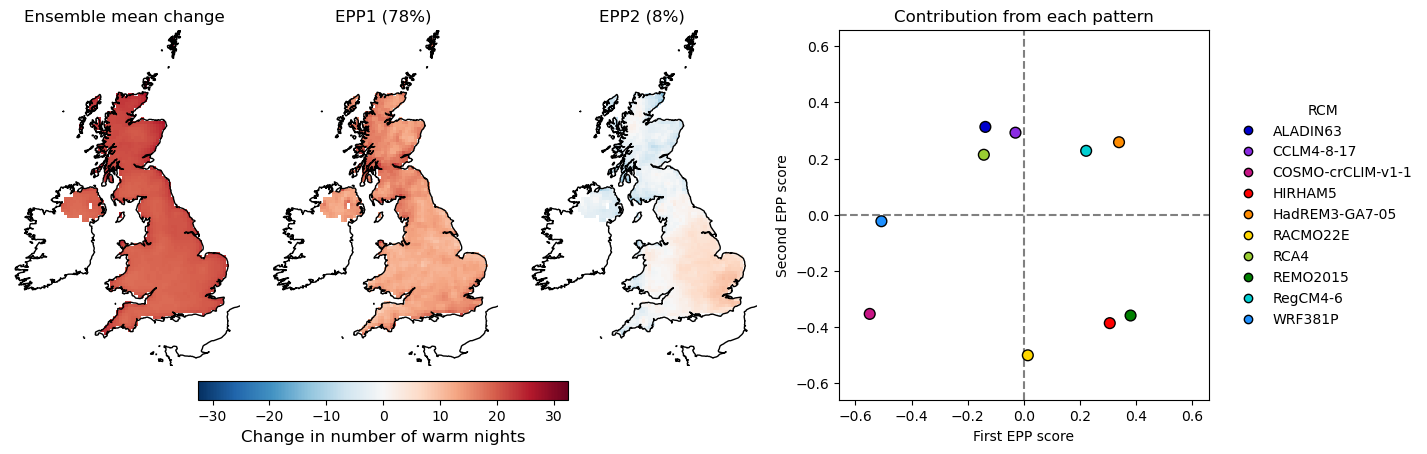 Ensemble mean change
EPP1 (78%)
EPP2 (8%)
Contribution from each pattern
−30
−20
−10
0
10
20
30
Change in number of warm nights
Second EPP score
0.6
0.4
0.2
0.0
−0.2
−0.4
−0.6
−0.6
−0.4
−0.2
0.0
0.2
0.4
0.6
First EPP score
RCM
ALADIN63
CCLM4-8-17
COSMO-crCLIM-v1-1
HIRHAM5
HadREM3-GA7-05
RACMO22E
RCA4
REMO2015
RegCM4-6
WRF381P